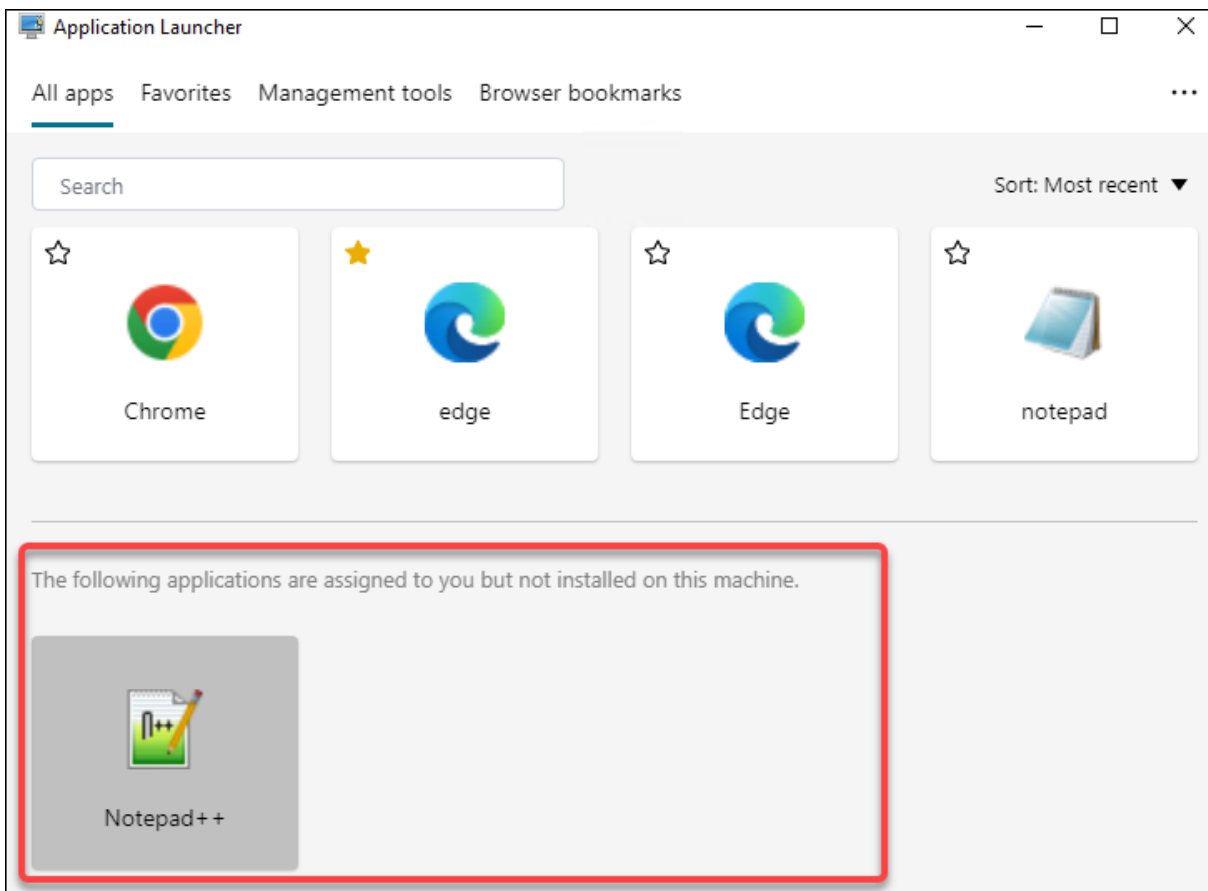 Application Launcher
All apps Favorites Management tools Browser bookmarks ...
Search Sort: Most recent
Chrome edge Edge notepad
The following applications are assigned to you but not installed on this machine.
n++
Notepad++